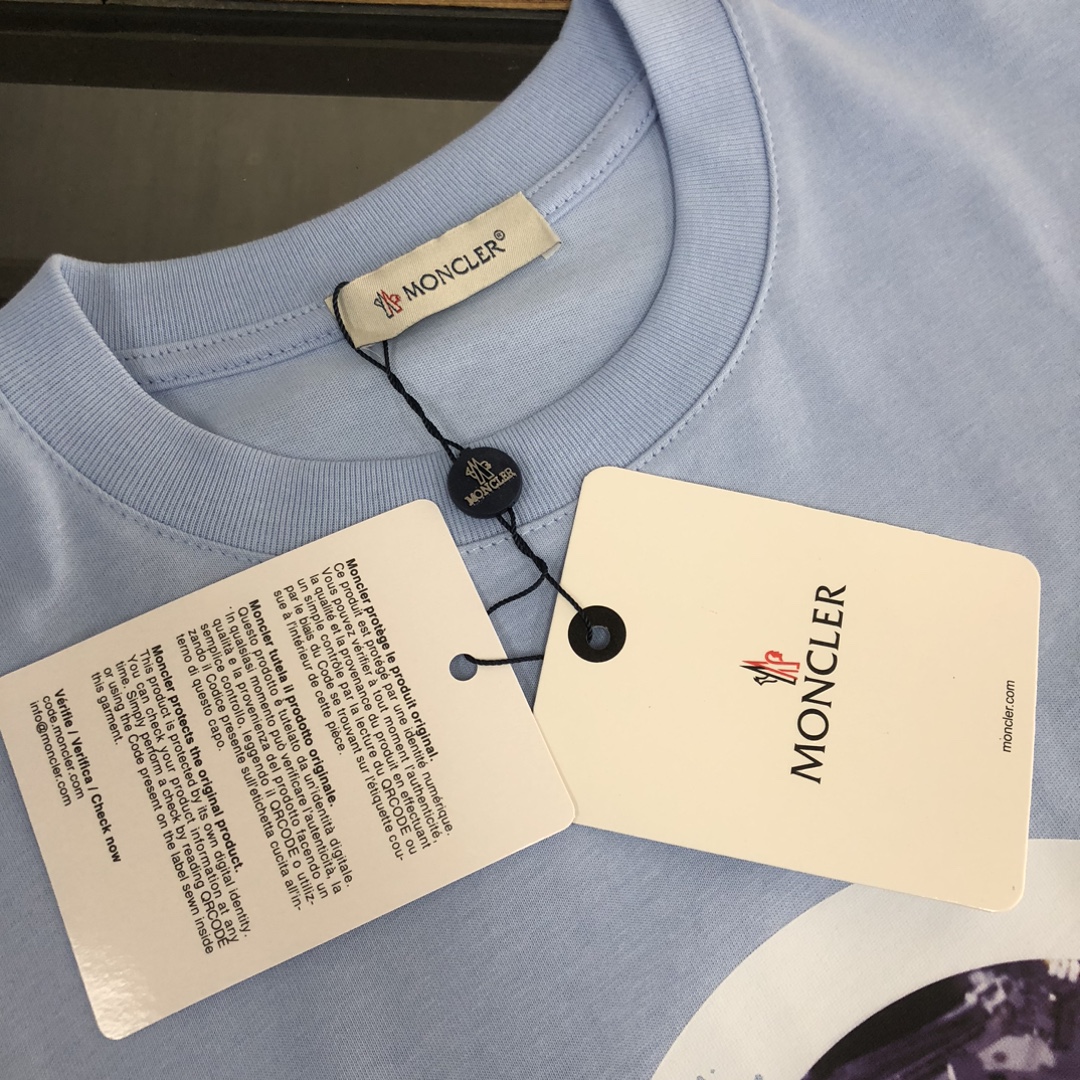 MONCLER®
MONCLER
Moncler protège le produit original.
Ce produit est protégé par une identité numérique.
Vous pouvez vérifier à tout moment l'authenticité,
la qualité et la provenance du produit en effectuant
un simple contrôle par la lecture du QRCODE ou
par le biais du Code se trouvant sur l'étiquette cou-
sue à l'intérieur de cette pièce.
Moncler tutela il prodotto originale.
Questo prodotto è tutelato da un'identità digitale.
In qualsiasi momento può verificare l'autenticità, la
qualità e la provenienza del prodotto facendo un
semplice controllo, leggendo il QRCODE o utiliz-
zando il Codice presente sull'etichetta cucita all'in-
terno di questo capo.
Moncler protects the original product.
This product is protected by its own digital identity.
You can check your product information at any
time. Simply perform a check by reading QRCODE
or using the Code present on the label sewn inside
this garment.
Vérifie / Verifica / Check now
code.moncler.com
info@moncler.com
MONCLER
moncler.com